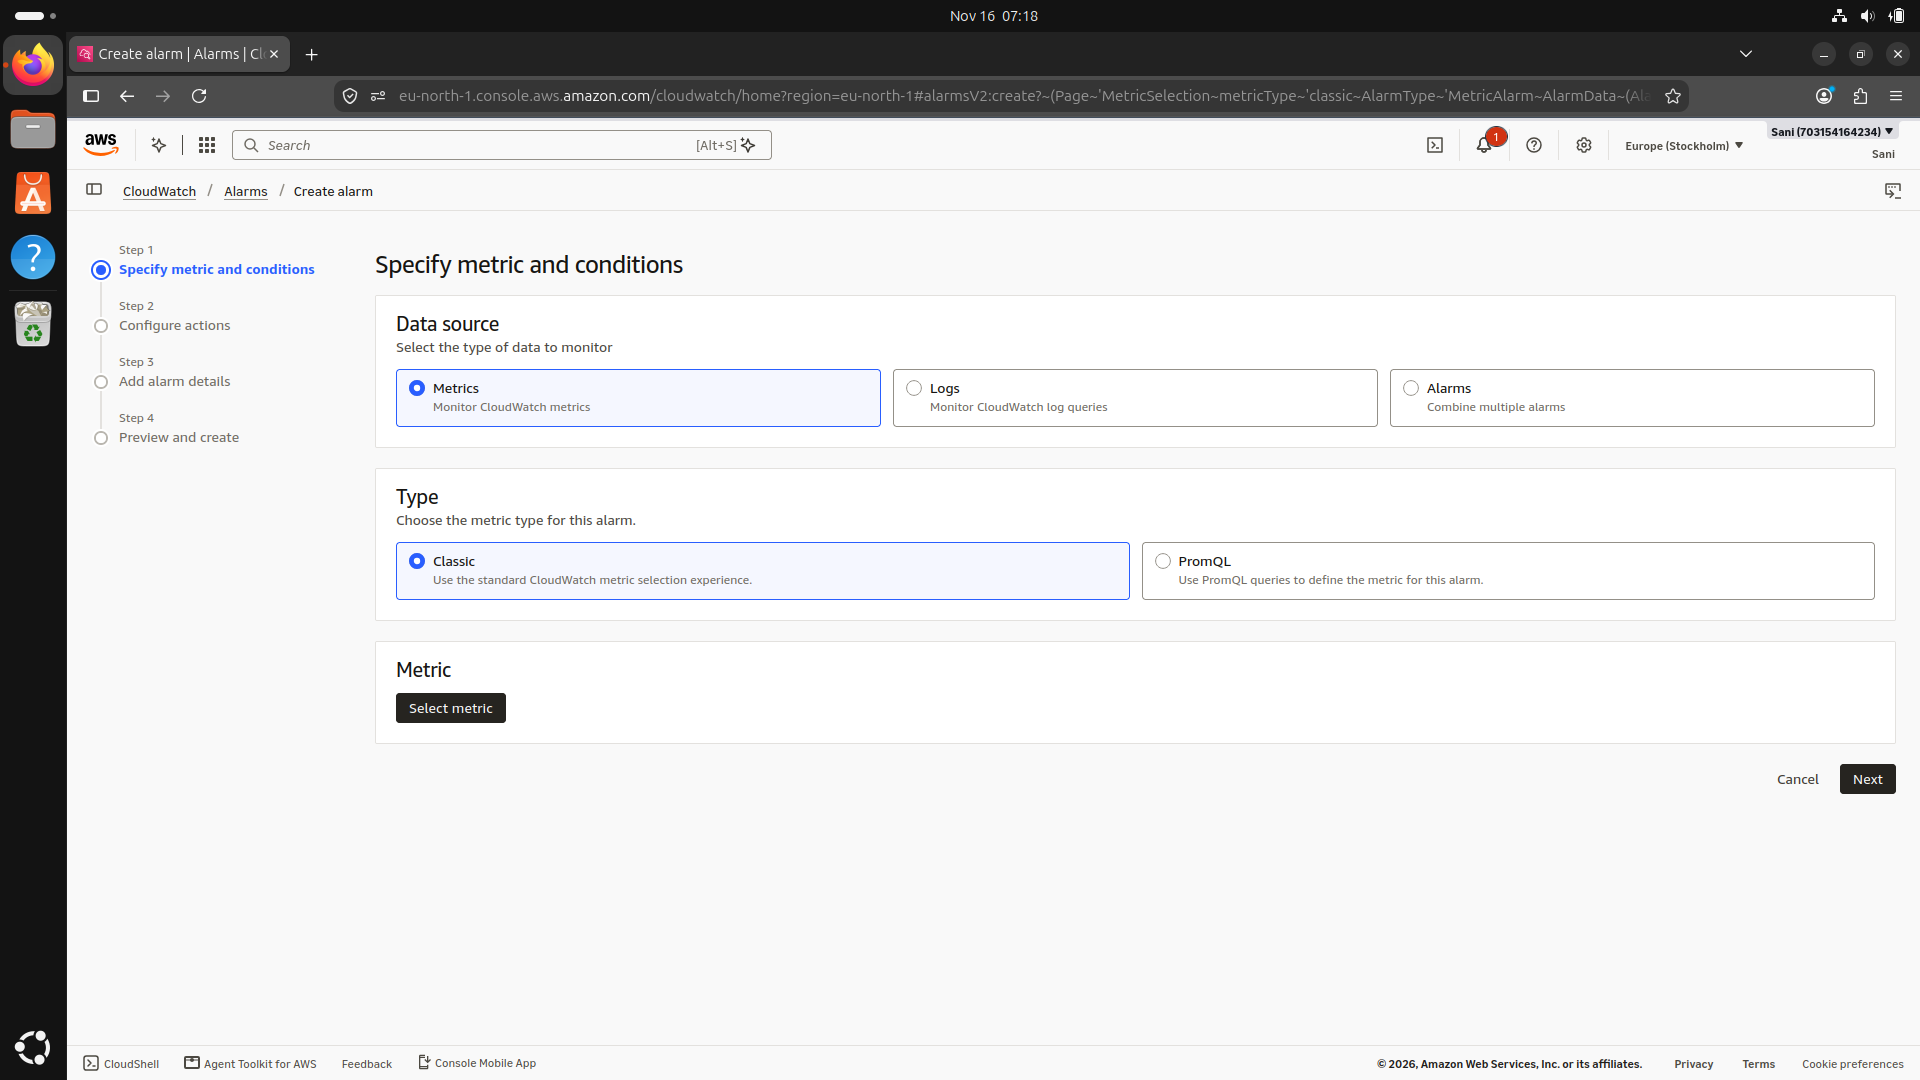 Nov 16 07:18
Create alarm | Alarms | Clo
eu-north-1.console.aws.amazon.com/cloudwatch/home?region=eu-north-1#alarmsV2:create?~(Page~'MetricSelection~metricType~'classic~AlarmType~'MetricAlarm~AlarmData~(Ala
aws
Search
[Alt+S]
1
Europe (Stockholm)
Sani (703154164234)
Sani
CloudWatch / Alarms / Create alarm
Step 1
Specify metric and conditions
Step 2
Configure actions
Step 3
Add alarm details
Step 4
Preview and create
Specify metric and conditions
Data source
Select the type of data to monitor
Metrics
Monitor CloudWatch metrics
Logs
Monitor CloudWatch log queries
Alarms
Combine multiple alarms
Type
Choose the metric type for this alarm.
Classic
Use the standard CloudWatch metric selection experience.
PromQL
Use PromQL queries to define the metric for this alarm.
Metric
Select metric
Cancel
Next
CloudShell
Agent Toolkit for AWS
Feedback
Console Mobile App
© 2026, Amazon Web Services, Inc. or its affiliates.
Privacy
Terms
Cookie preferences